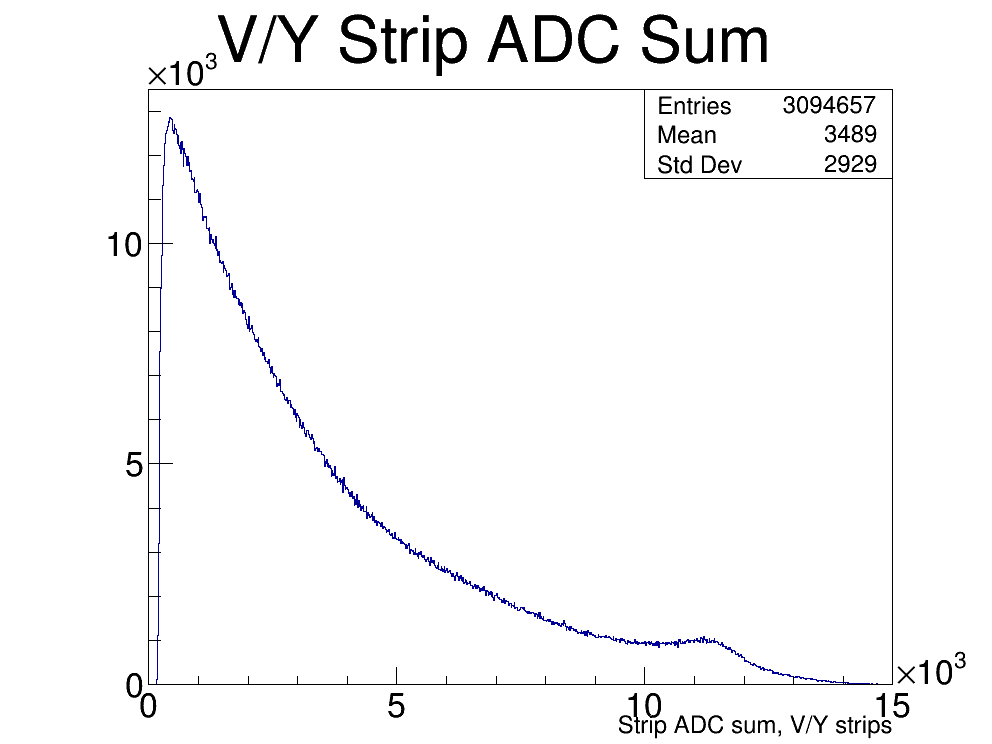 V/Y Strip ADC Sum
×10³
Entries 3094657
Mean 3489
Std Dev 2929
10
5
0
0 5 10 15
×10³
Strip ADC sum, V/Y strips